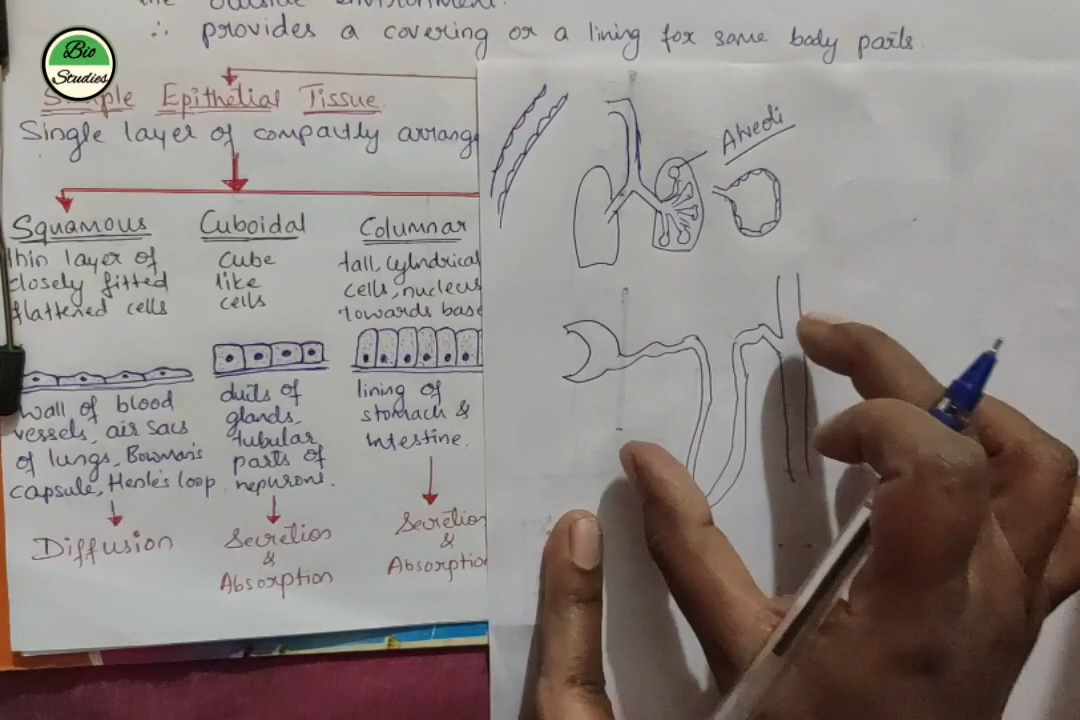 the outside environment.
∴ provides a covering or a lining for some body parts.
Bio
Studies
Simple Epithelial Tissue
Single layer of compactly arrang
Squamous
thin layer of
closely fitted
flattened cells
wall of blood
vessels, air sacs
of lungs, Bowman's
capsule, Henle's loop
Diffusion
Cuboidal
cube
like
cells
ducts of
glands,
tubular
parts of
nephrons.
Secretion
&
Absorption
Columnar
tall, cylindrical
cells, nucleus
towards base
lining of
stomach &
Intestine.
Secretion
&
Absorption
Alveoli